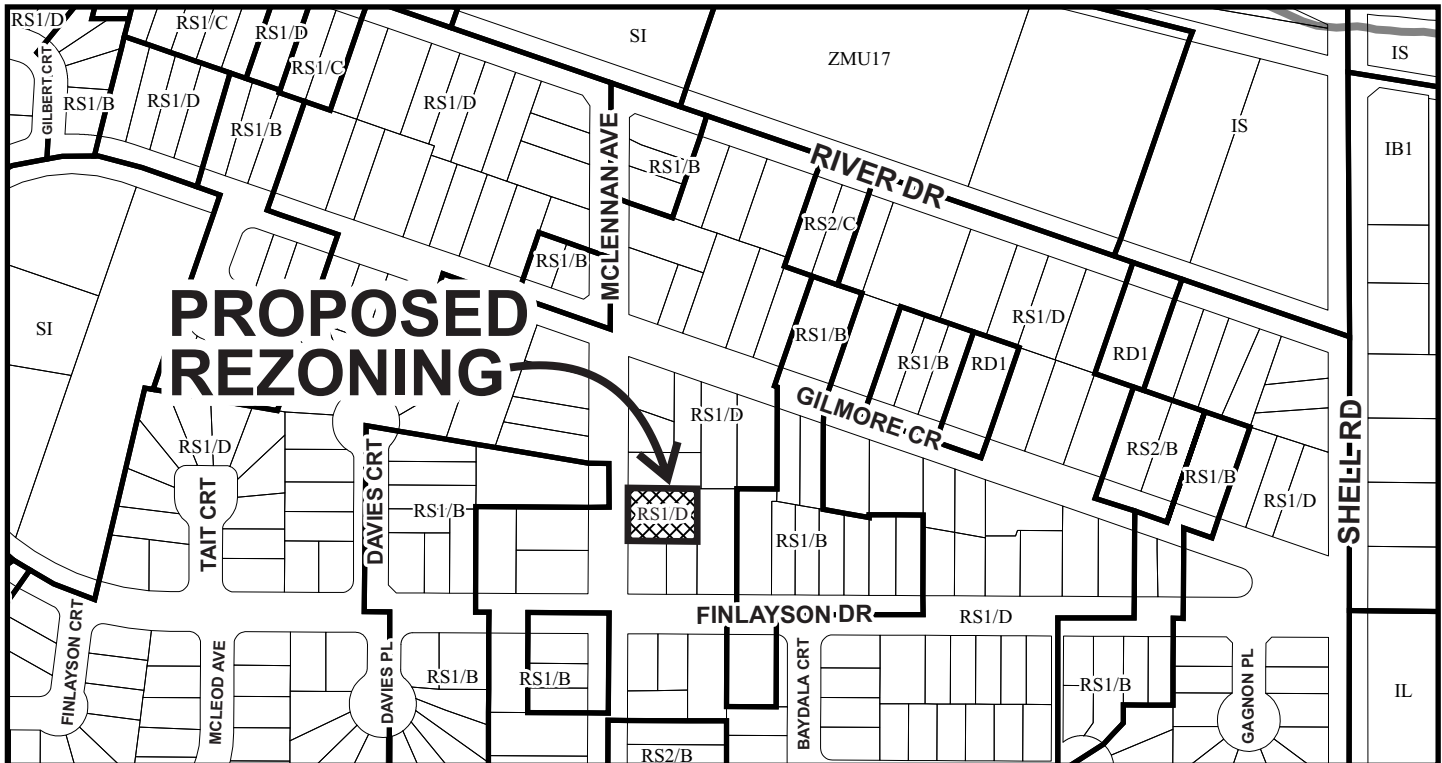 RS1/D
RS1/C
RS1/D
RS1/C
SI
ZMU17
IS
GILBERT CRT
RS1/B
RS1/D
RS1/B
RS1/D
MCLENNAN AVE
RS1/B
RIVER DR
IS
IB1
RS2/C
RS1/B
SI
PROPOSED
REZONING
RS1/B
RS1/D
RS1/B
RD1
RD1
GILMORE CR
RS1/D
RS1/D
TAIT CRT
DAVIES CRT
RS1/B
RS1/D
RS1/B
RS2/B
RS1/B
RS1/D
SHELL RD
FINLAYSON DR
RS1/D
FINLAYSON CRT
MCLEOD AVE
DAVIES PL
RS1/B
RS1/B
BAYDALA CRT
RS1/B
GAGNON PL
IL
RS2/B